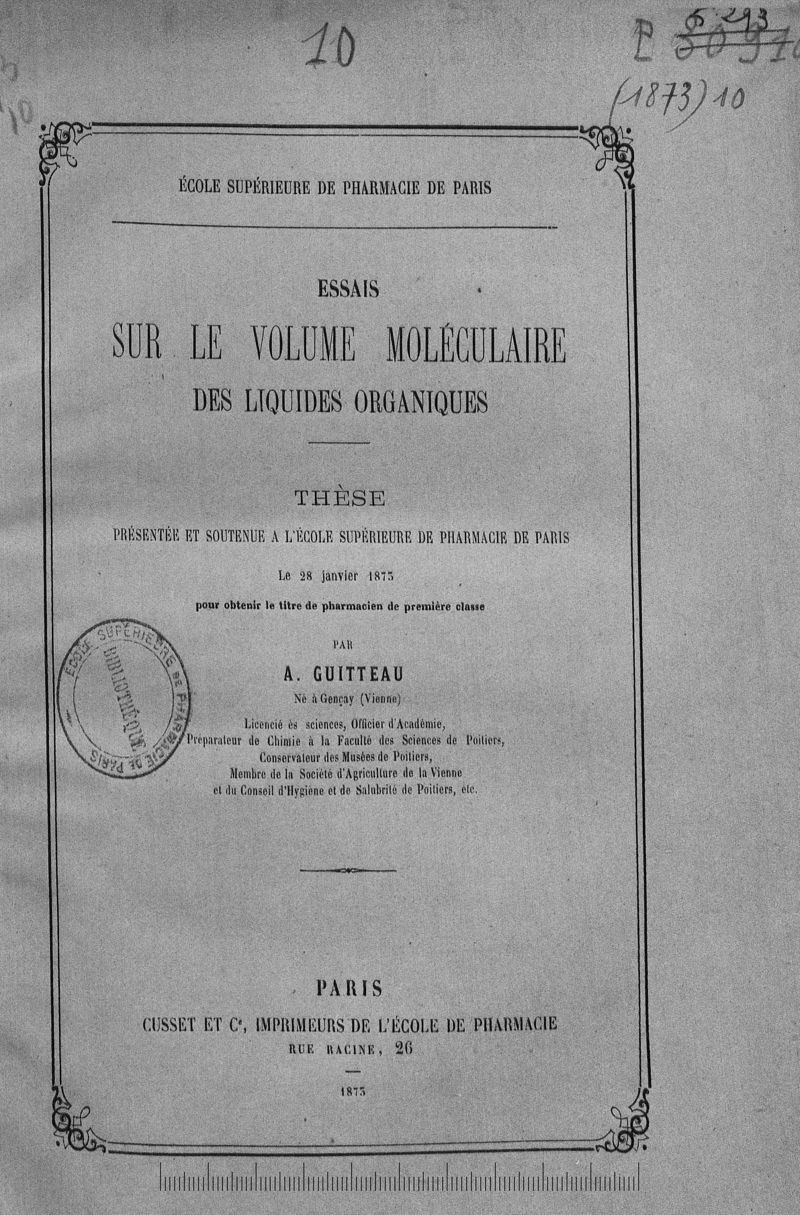 10
P 30970
5.293
(1873) 10
ÉCOLE SUPÉRIEURE DE PHARMACIE DE PARIS
ESSAIS
SUR LE VOLUME MOLÉCULAIRE
DES LIQUIDES ORGANIQUES
THÈSE
PRÉSENTÉE ET SOUTENUE A L'ÉCOLE SUPÉRIEURE DE PHARMACIE DE PARIS
Le 28 janvier 1873
pour obtenir le titre de pharmacien de première classe
PAR
A. GUITTEAU
Né à Gençay (Vienne)
Licencié ès sciences, Officier d'Académie,
Préparateur de Chimie à la Faculté des Sciences de Poitiers,
Conservateur des Musées de Poitiers,
Membre de la Société d'Agriculture de la Vienne
et du Conseil d'Hygiène et de Salubrité de Poitiers, etc.
ÉCOLE SUPÉRIEURE DE PHARMACIE DE PARIS
BIBLIOTHÈQUE
PARIS
CUSSET ET Cᵉ, IMPRIMEURS DE L'ÉCOLE DE PHARMACIE
RUE RACINE, 26
1873